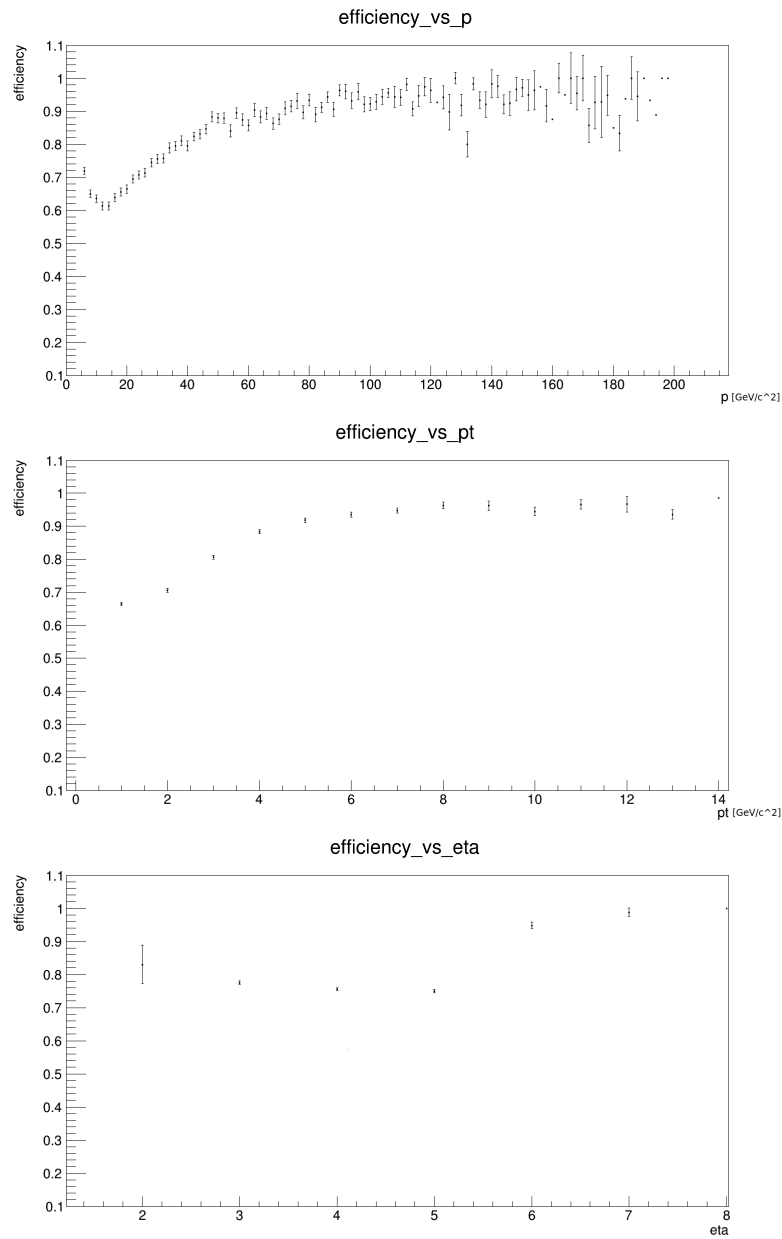 efficiency_vs_p
efficiency
1.1
1
0.9
0.8
0.7
0.6
0.5
0.4
0.3
0.2
0.1
0 20 40 60 80 100 120 140 160 180 200
p [GeV/c^2]
efficiency_vs_pt
efficiency
1.1
1
0.9
0.8
0.7
0.6
0.5
0.4
0.3
0.2
0.1
0 2 4 6 8 10 12 14
pt [GeV/c^2]
efficiency_vs_eta
efficiency
1.1
1
0.9
0.8
0.7
0.6
0.5
0.4
0.3
0.2
0.1
2 3 4 5 6 7 8
eta